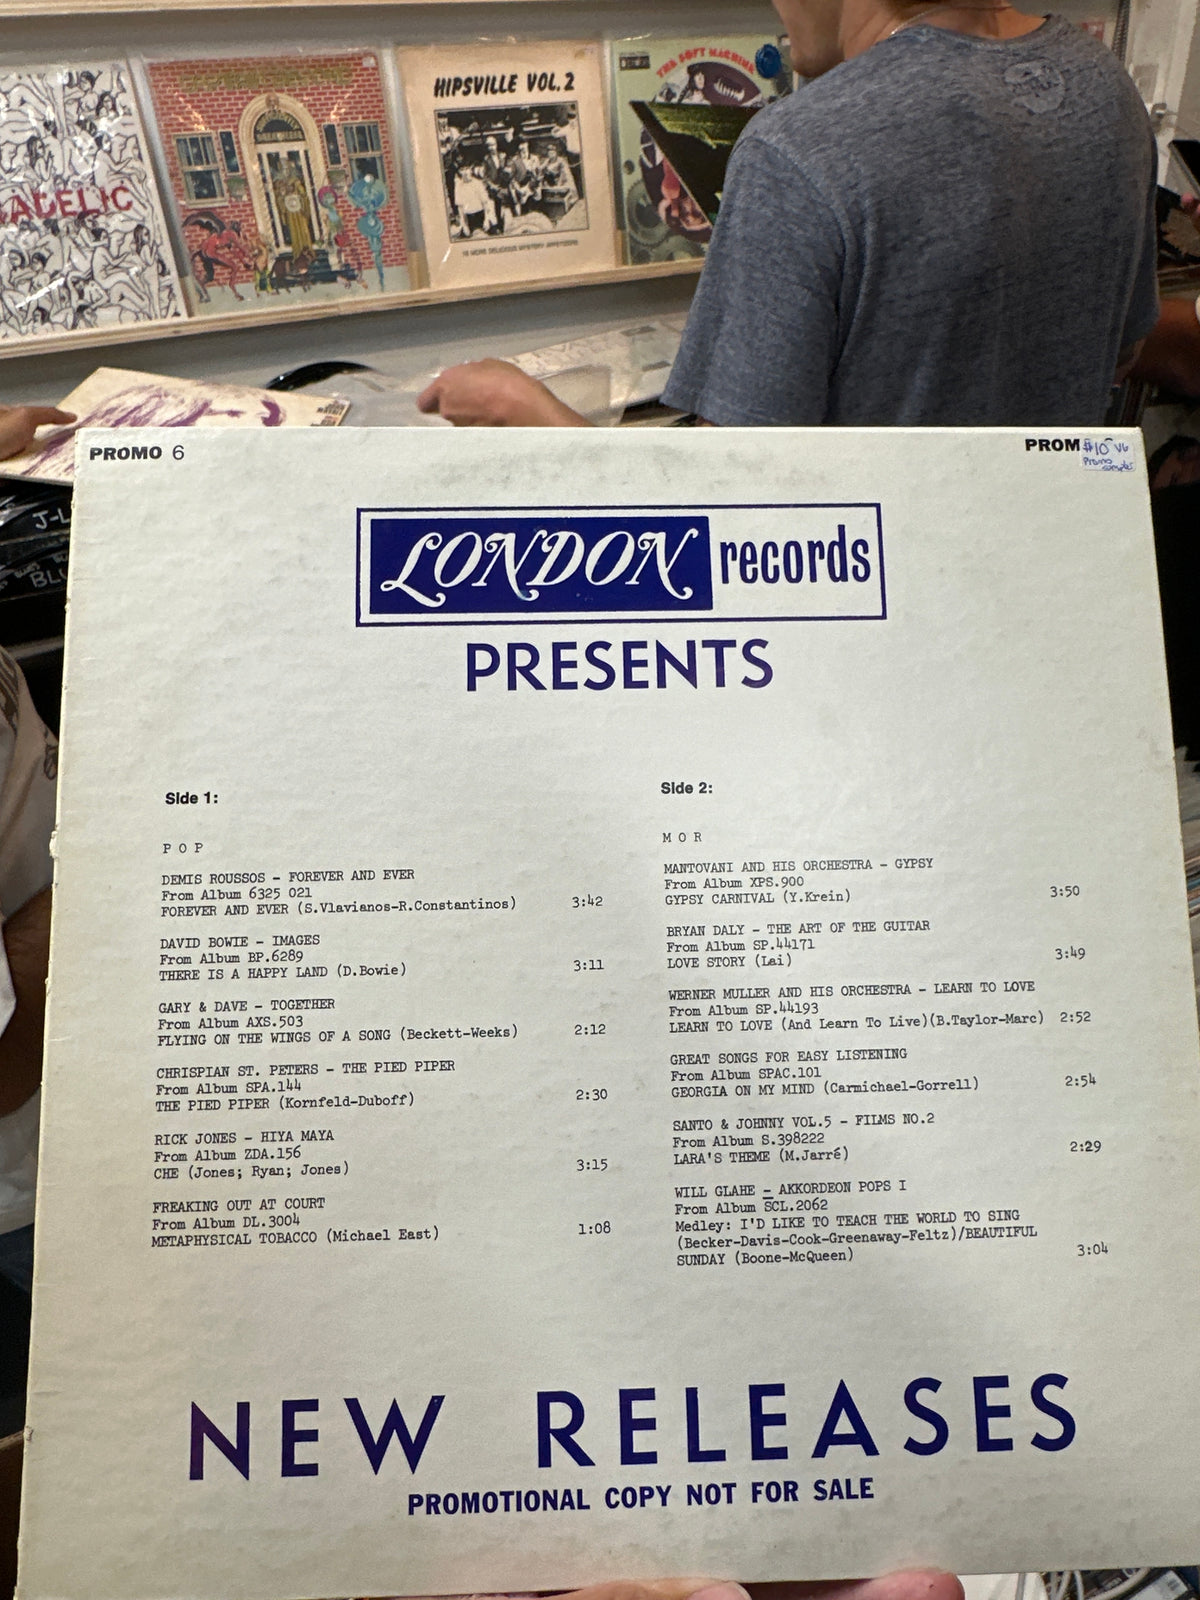 ADELIC
HIPSVILLE VOL.2
16 MORE DELICIOUS MYSTERY APPETIZERS
THE SOFT MACHINE
J-L
BLU
PROMO 6
PROM
$10 VG
Promo
LONDON records
PRESENTS
Side 1:
P O P
DEMIS ROUSSOS - FOREVER AND EVER
From Album 6325 021
FOREVER AND EVER (S.Vlavianos-R.Constantinos) 3:42
DAVID BOWIE - IMAGES
From Album BP.6289
THERE IS A HAPPY LAND (D.Bowie) 3:11
GARY & DAVE - TOGETHER
From Album AXS.503
FLYING ON THE WINGS OF A SONG (Beckett-Weeks) 2:12
CHRISPIAN ST. PETERS - THE PIED PIPER
From Album SPA.144
THE PIED PIPER (Kornfeld-Duboff) 2:30
RICK JONES - HIYA MAYA
From Album ZDA.156
CHE (Jones; Ryan; Jones) 3:15
FREAKING OUT AT COURT
From Album DL.3004
METAPHYSICAL TOBACCO (Michael East) 1:08
Side 2:
M O R
MANTOVANI AND HIS ORCHESTRA - GYPSY
From Album XPS.900
GYPSY CARNIVAL (Y.Krein) 3:50
BRYAN DALY - THE ART OF THE GUITAR
From Album SP.44171
LOVE STORY (Lai) 3:49
WERNER MULLER AND HIS ORCHESTRA - LEARN TO LOVE
From Album SP.44193
LEARN TO LOVE (And Learn To Live)(B.Taylor-Marc) 2:52
GREAT SONGS FOR EASY LISTENING
From Album SPAC.101
GEORGIA ON MY MIND (Carmichael-Gorrell) 2:54
SANTO & JOHNNY VOL.5 - FILMS NO.2
From Album S.398222
LARA'S THEME (M.Jarré) 2:29
WILL GLAHE - AKKORDEON POPS I
From Album SCL.2062
Medley: I'D LIKE TO TEACH THE WORLD TO SING
(Becker-Davis-Cook-Greenaway-Feltz)/BEAUTIFUL
SUNDAY (Boone-McQueen) 3:04
NEW RELEASES
PROMOTIONAL COPY NOT FOR SALE